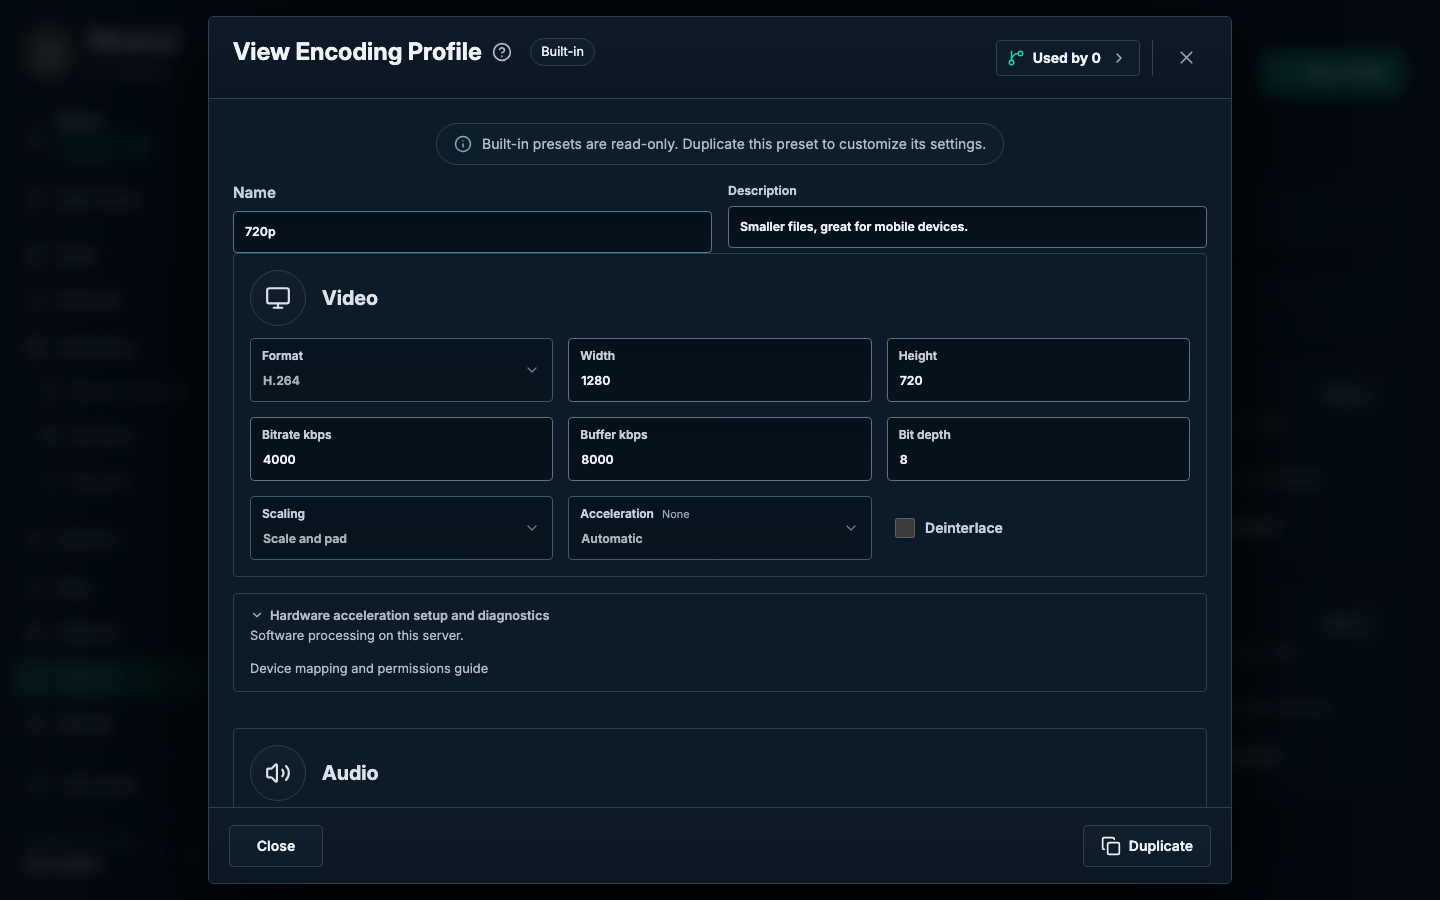 View Encoding Profile
Built-in
Used by 0
Built-in presets are read-only. Duplicate this preset to customize its settings.
Name
720p
Description
Smaller files, great for mobile devices.
Video
Format
H.264
Width
1280
Height
720
Bitrate kbps
4000
Buffer kbps
8000
Bit depth
8
Scaling
Scale and pad
Acceleration None
Automatic
Deinterlace
Hardware acceleration setup and diagnostics
Software processing on this server.
Device mapping and permissions guide
Audio
Close
Duplicate